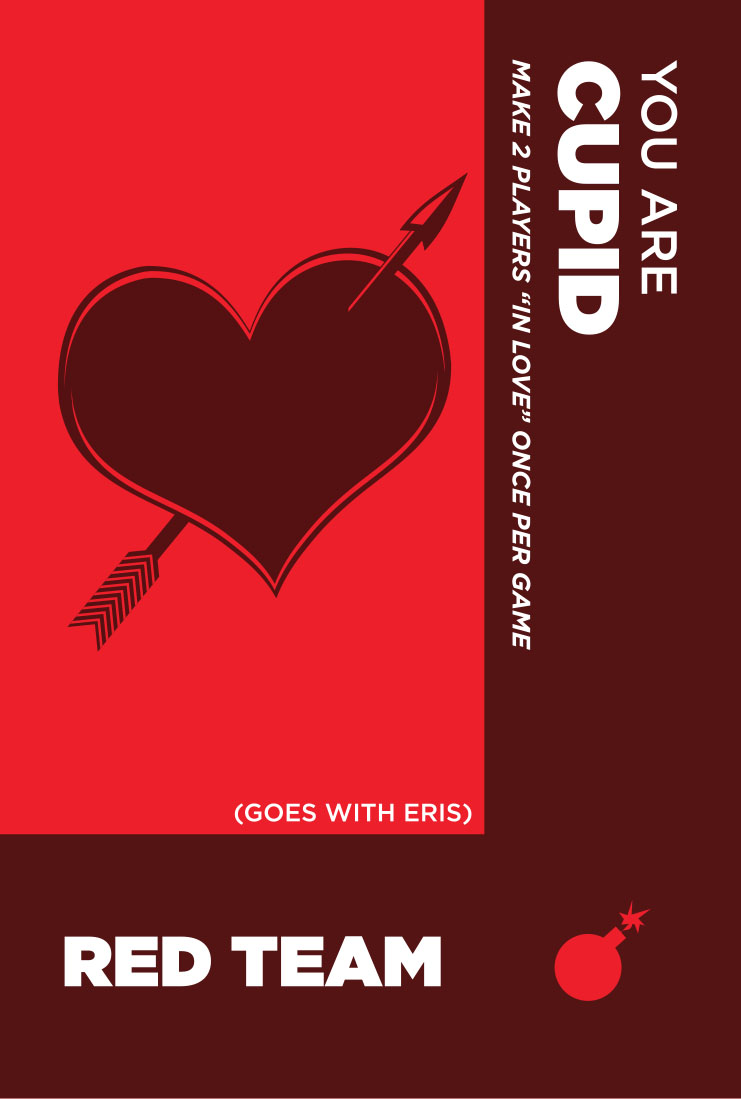 YOU ARE
CUPID
MAKE 2 PLAYERS “IN LOVE” ONCE PER GAME
(GOES WITH ERIS)
RED TEAM